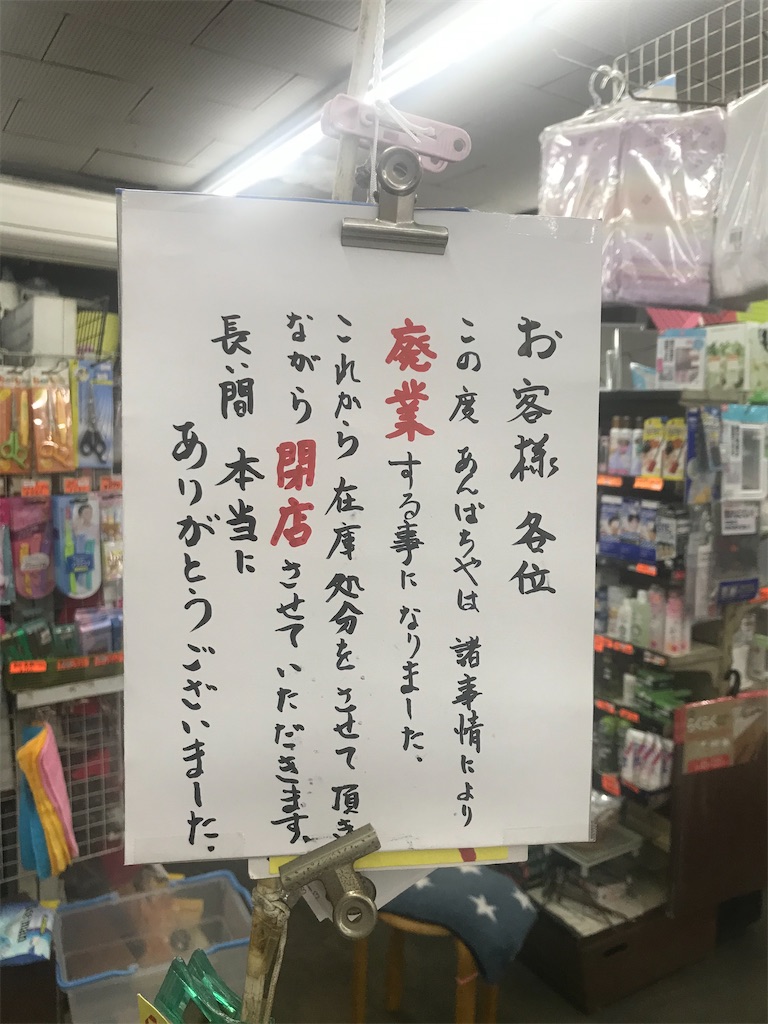 お客様 各位
この度 あんぱちやは 諸事情により
廃業する事になりました。
これから 在庫処分を させて 頂き
ながら 閉店させていただきます。
長い間 本当に
ありがとうございました。